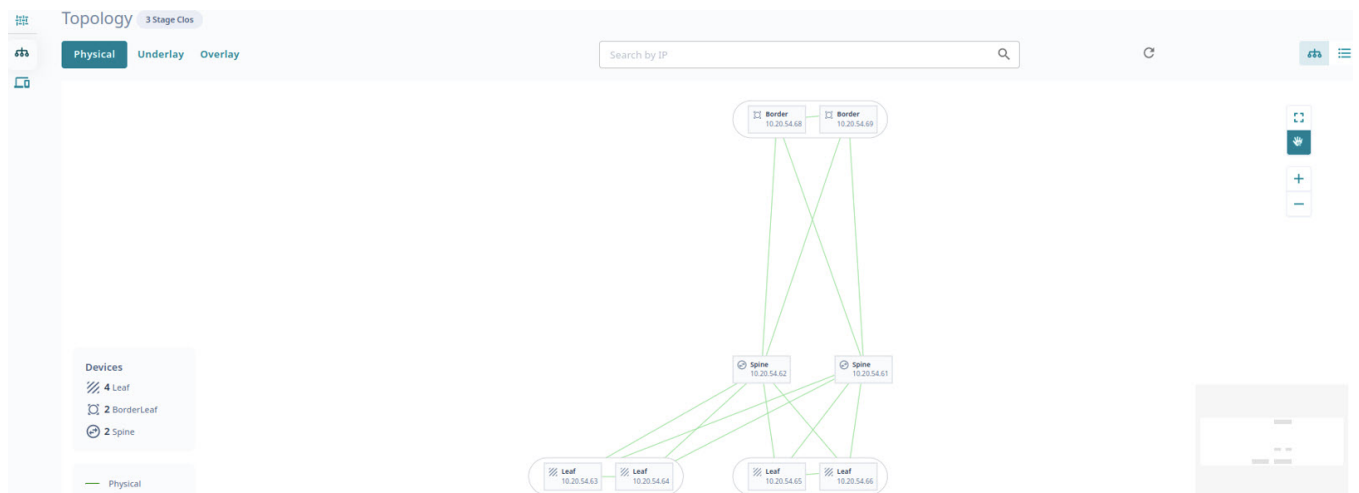 Topology 3 Stage Clos
Physical Underlay Overlay
Search by IP
Border
10.20.54.68
Border
10.20.54.69
Spine
10.20.54.62
Spine
10.20.54.61
Devices
4 Leaf
2 BorderLeaf
2 Spine
Leaf
10.20.54.63
Leaf
10.20.54.64
Leaf
10.20.54.65
Leaf
10.20.54.66
Physical